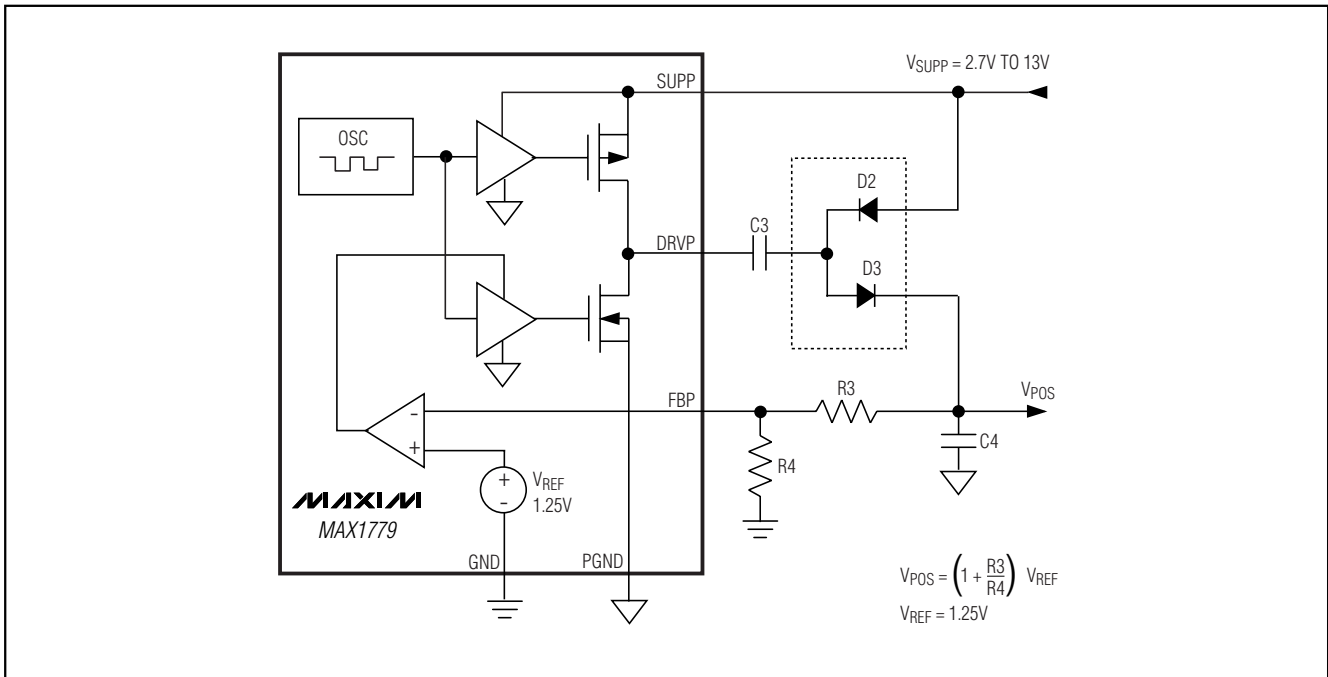 V_SUPP = 2.7V TO 13V
SUPP
OSC
D2
C3
DRVP
D3
R3
V_POS
FBP
-
+
R4
C4
+
-
V_REF
1.25V
MAXIM
MAX1779
GND
PGND
V_POS = (1 + R3/R4) V_REF
V_REF = 1.25V